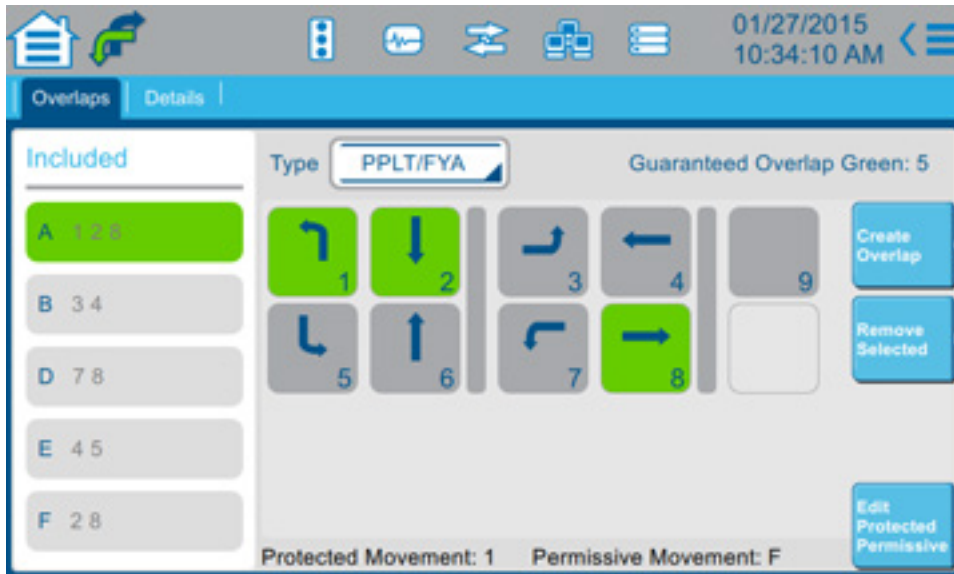 01/27/2015
10:34:10 AM
Overlaps Details
Included
Type PPLT/FYA Guaranteed Overlap Green: 5
A 1 2 8
B 3 4
D 7 8
E 4 5
F 2 8
1 2 3 4 9
5 6 7 8
Create
Overlap
Remove
Selected
Edit
Protected
Permissive
Protected Movement: 1 Permissive Movement: F